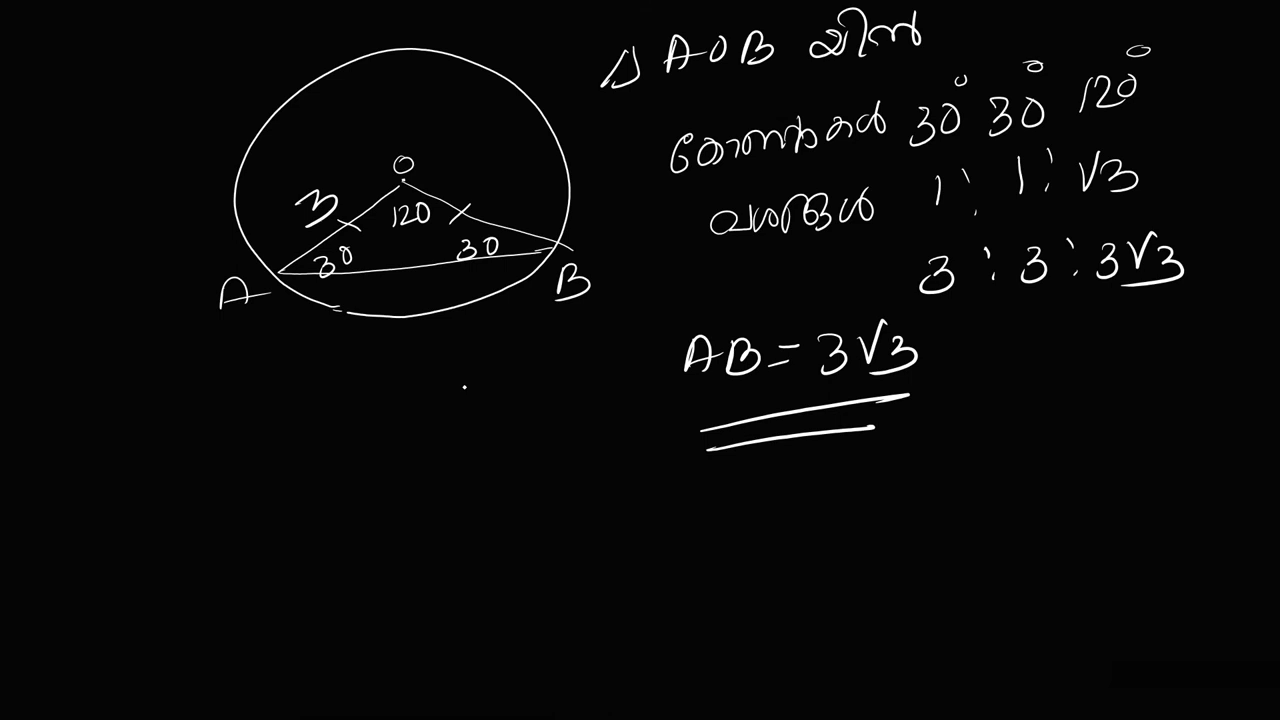 O
3 120
30 30
A B
△ AOB യിൽ
കോണുകൾ 30° 30° 120°
വശങ്ങൾ 1 : 1 : √3
3 : 3 : 3√3
AB = 3√3